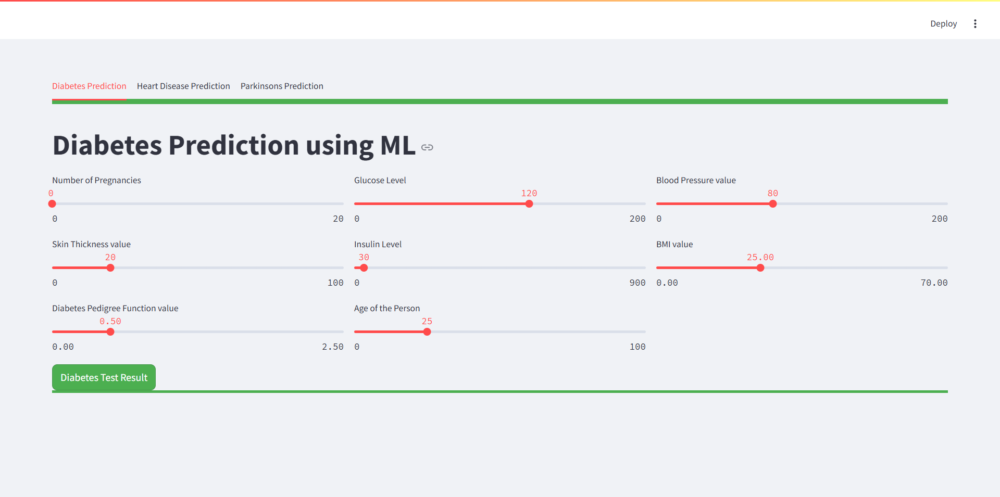 Deploy
Diabetes Prediction Heart Disease Prediction Parkinsons Prediction
Diabetes Prediction using ML
Number of Pregnancies Glucose Level Blood Pressure value
0 120 80
0 20 0 200 0 200
Skin Thickness value Insulin Level BMI value
20 30 25.00
0 100 0 900 0.00 70.00
Diabetes Pedigree Function value Age of the Person
0.50 25
0.00 2.50 0 100
Diabetes Test Result